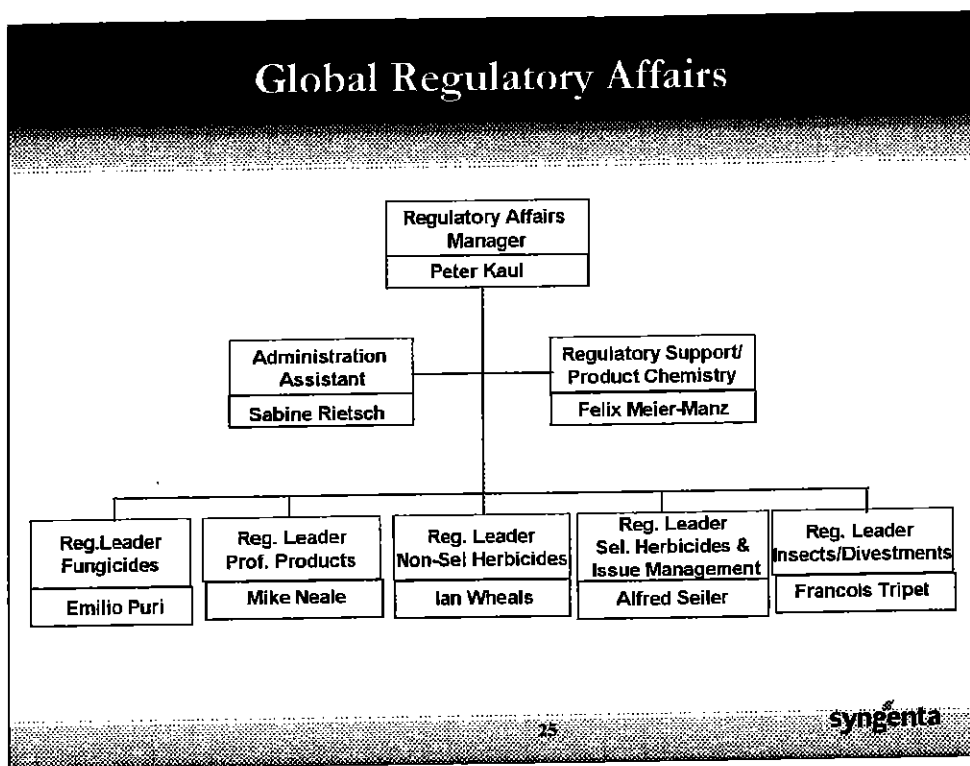 Global Regulatory Affairs
Regulatory Affairs
Manager
Peter Kaul
Administration
Assistant
Sabine Rietsch
Regulatory Support/
Product Chemistry
Felix Meier-Manz
Reg.Leader
Fungicides
Emilio Puri
Reg. Leader
Prof. Products
Mike Neale
Reg. Leader
Non-Sel Herbicides
Ian Wheals
Reg. Leader
Sel. Herbicides &
Issue Management
Alfred Seiler
Reg. Leader
Insects/Divestments
Francois Tripet
25
syngenta